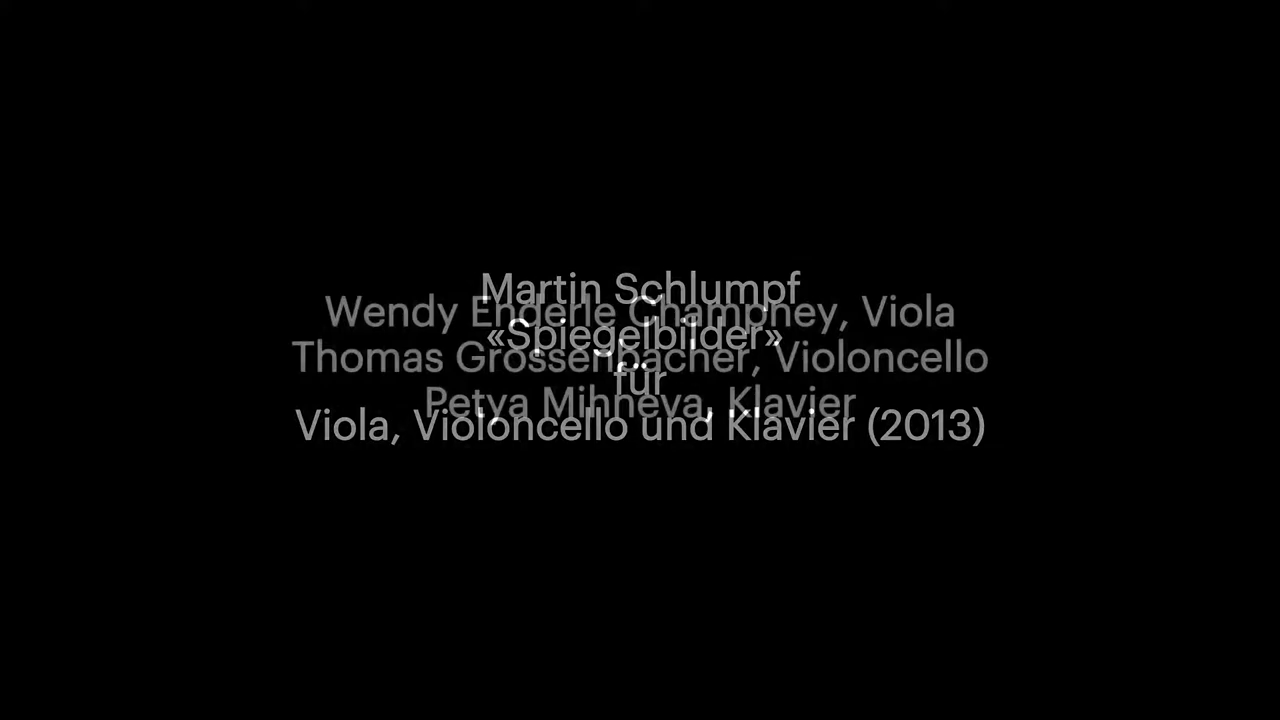 Martin Schlumpf
«Spiegelbilder»
für
Viola, Violoncello und Klavier (2013)
Wendy Enderle Champney, Viola
Thomas Grossenbacher, Violoncello
Petya Mihneva, Klavier